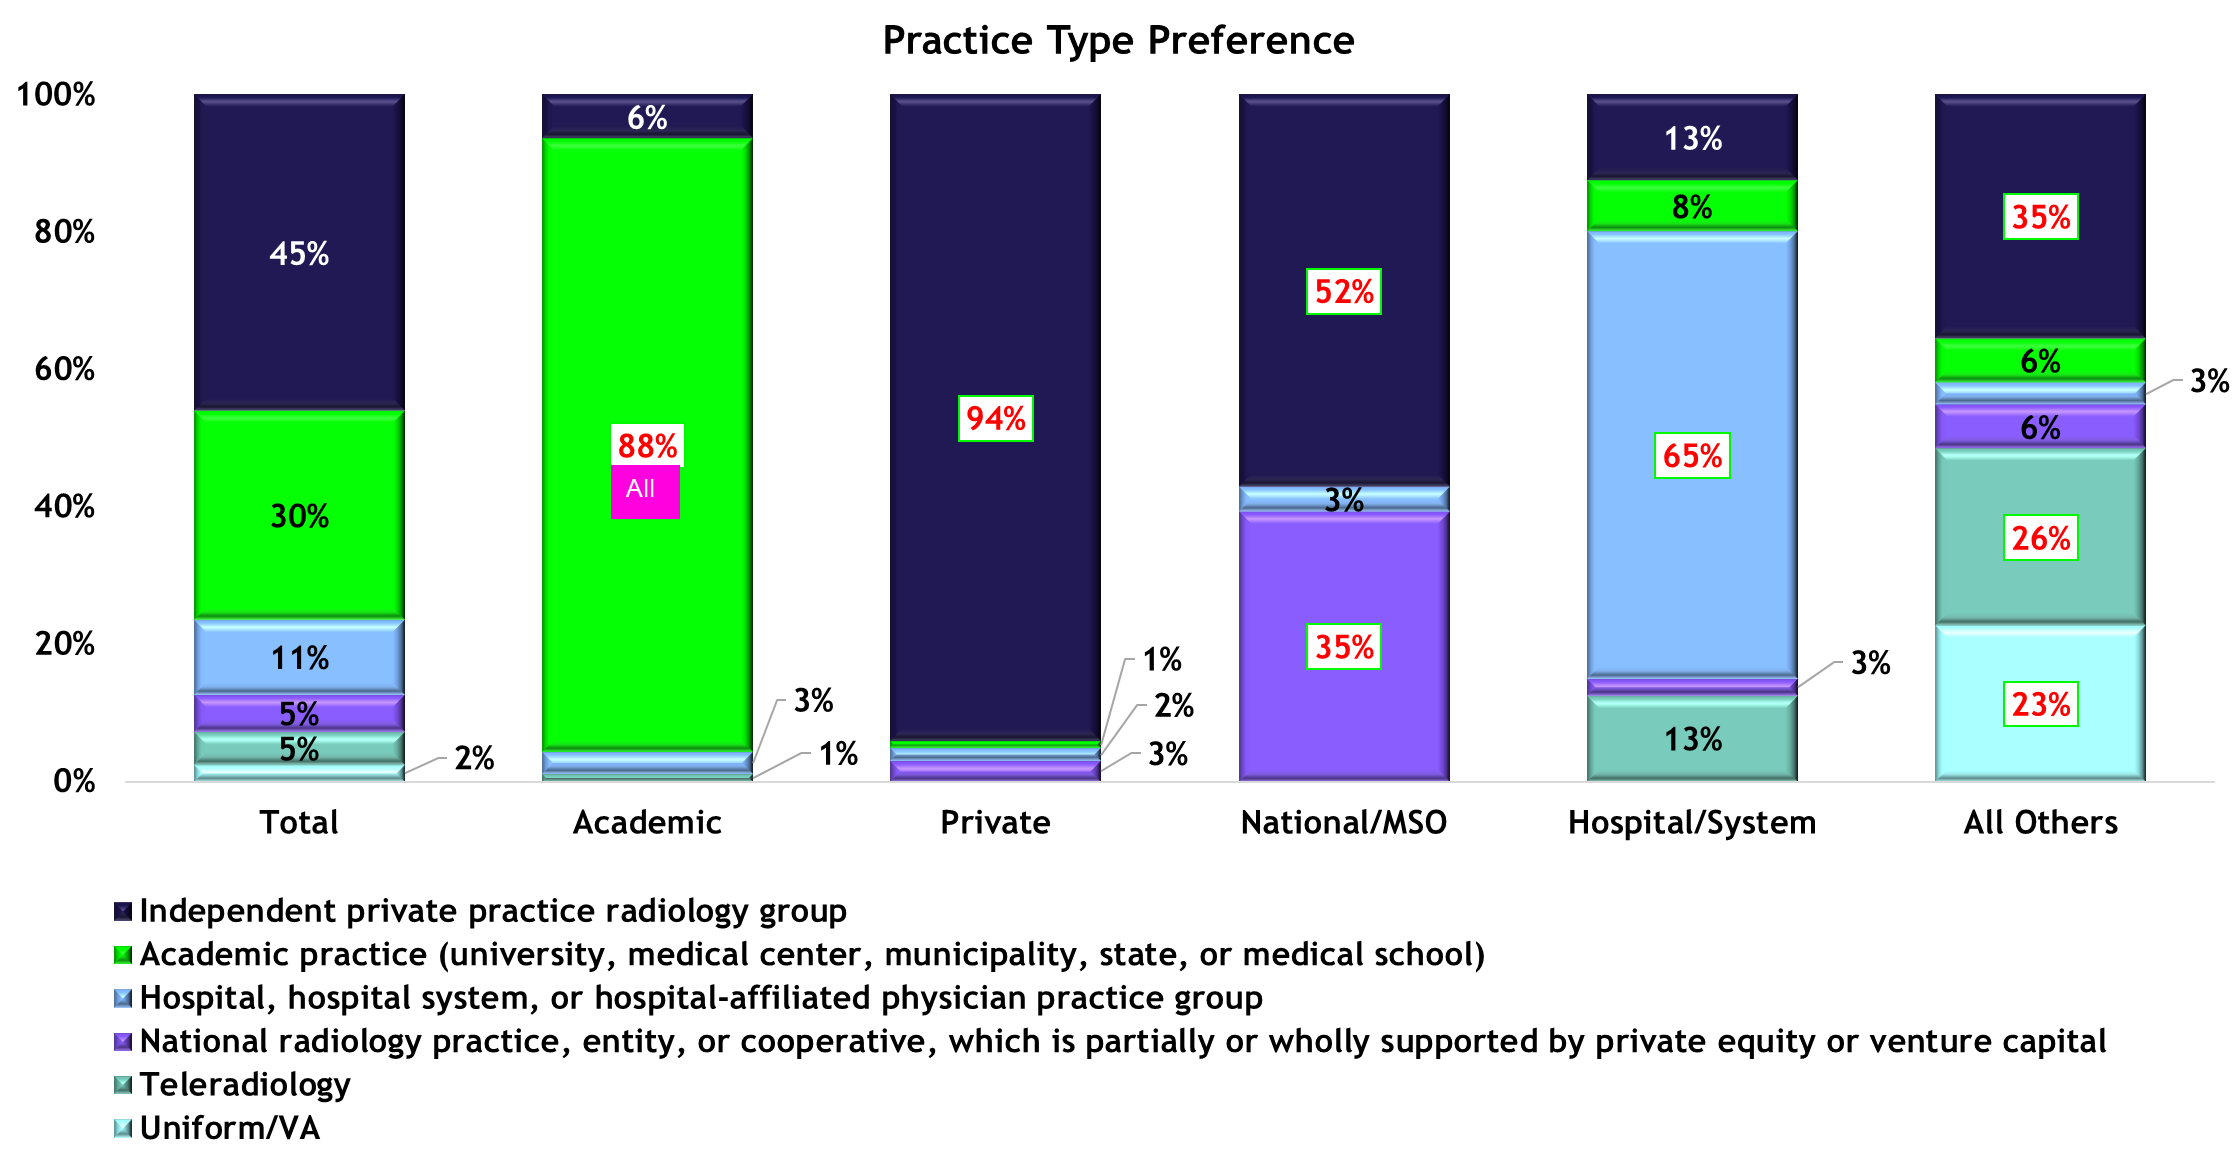 Practice Type Preference
100%
80%
60%
40%
20%
0%
45%
30%
11%
5%
5%
2%
6%
88%
All
3%
1%
94%
1%
2%
3%
52%
3%
35%
13%
8%
65%
3%
13%
35%
6%
3%
6%
26%
23%
Total
Academic
Private
National/MSO
Hospital/System
All Others
Independent private practice radiology group
Academic practice (university, medical center, municipality, state, or medical school)
Hospital, hospital system, or hospital-affiliated physician practice group
National radiology practice, entity, or cooperative, which is partially or wholly supported by private equity or venture capital
Teleradiology
Uniform/VA